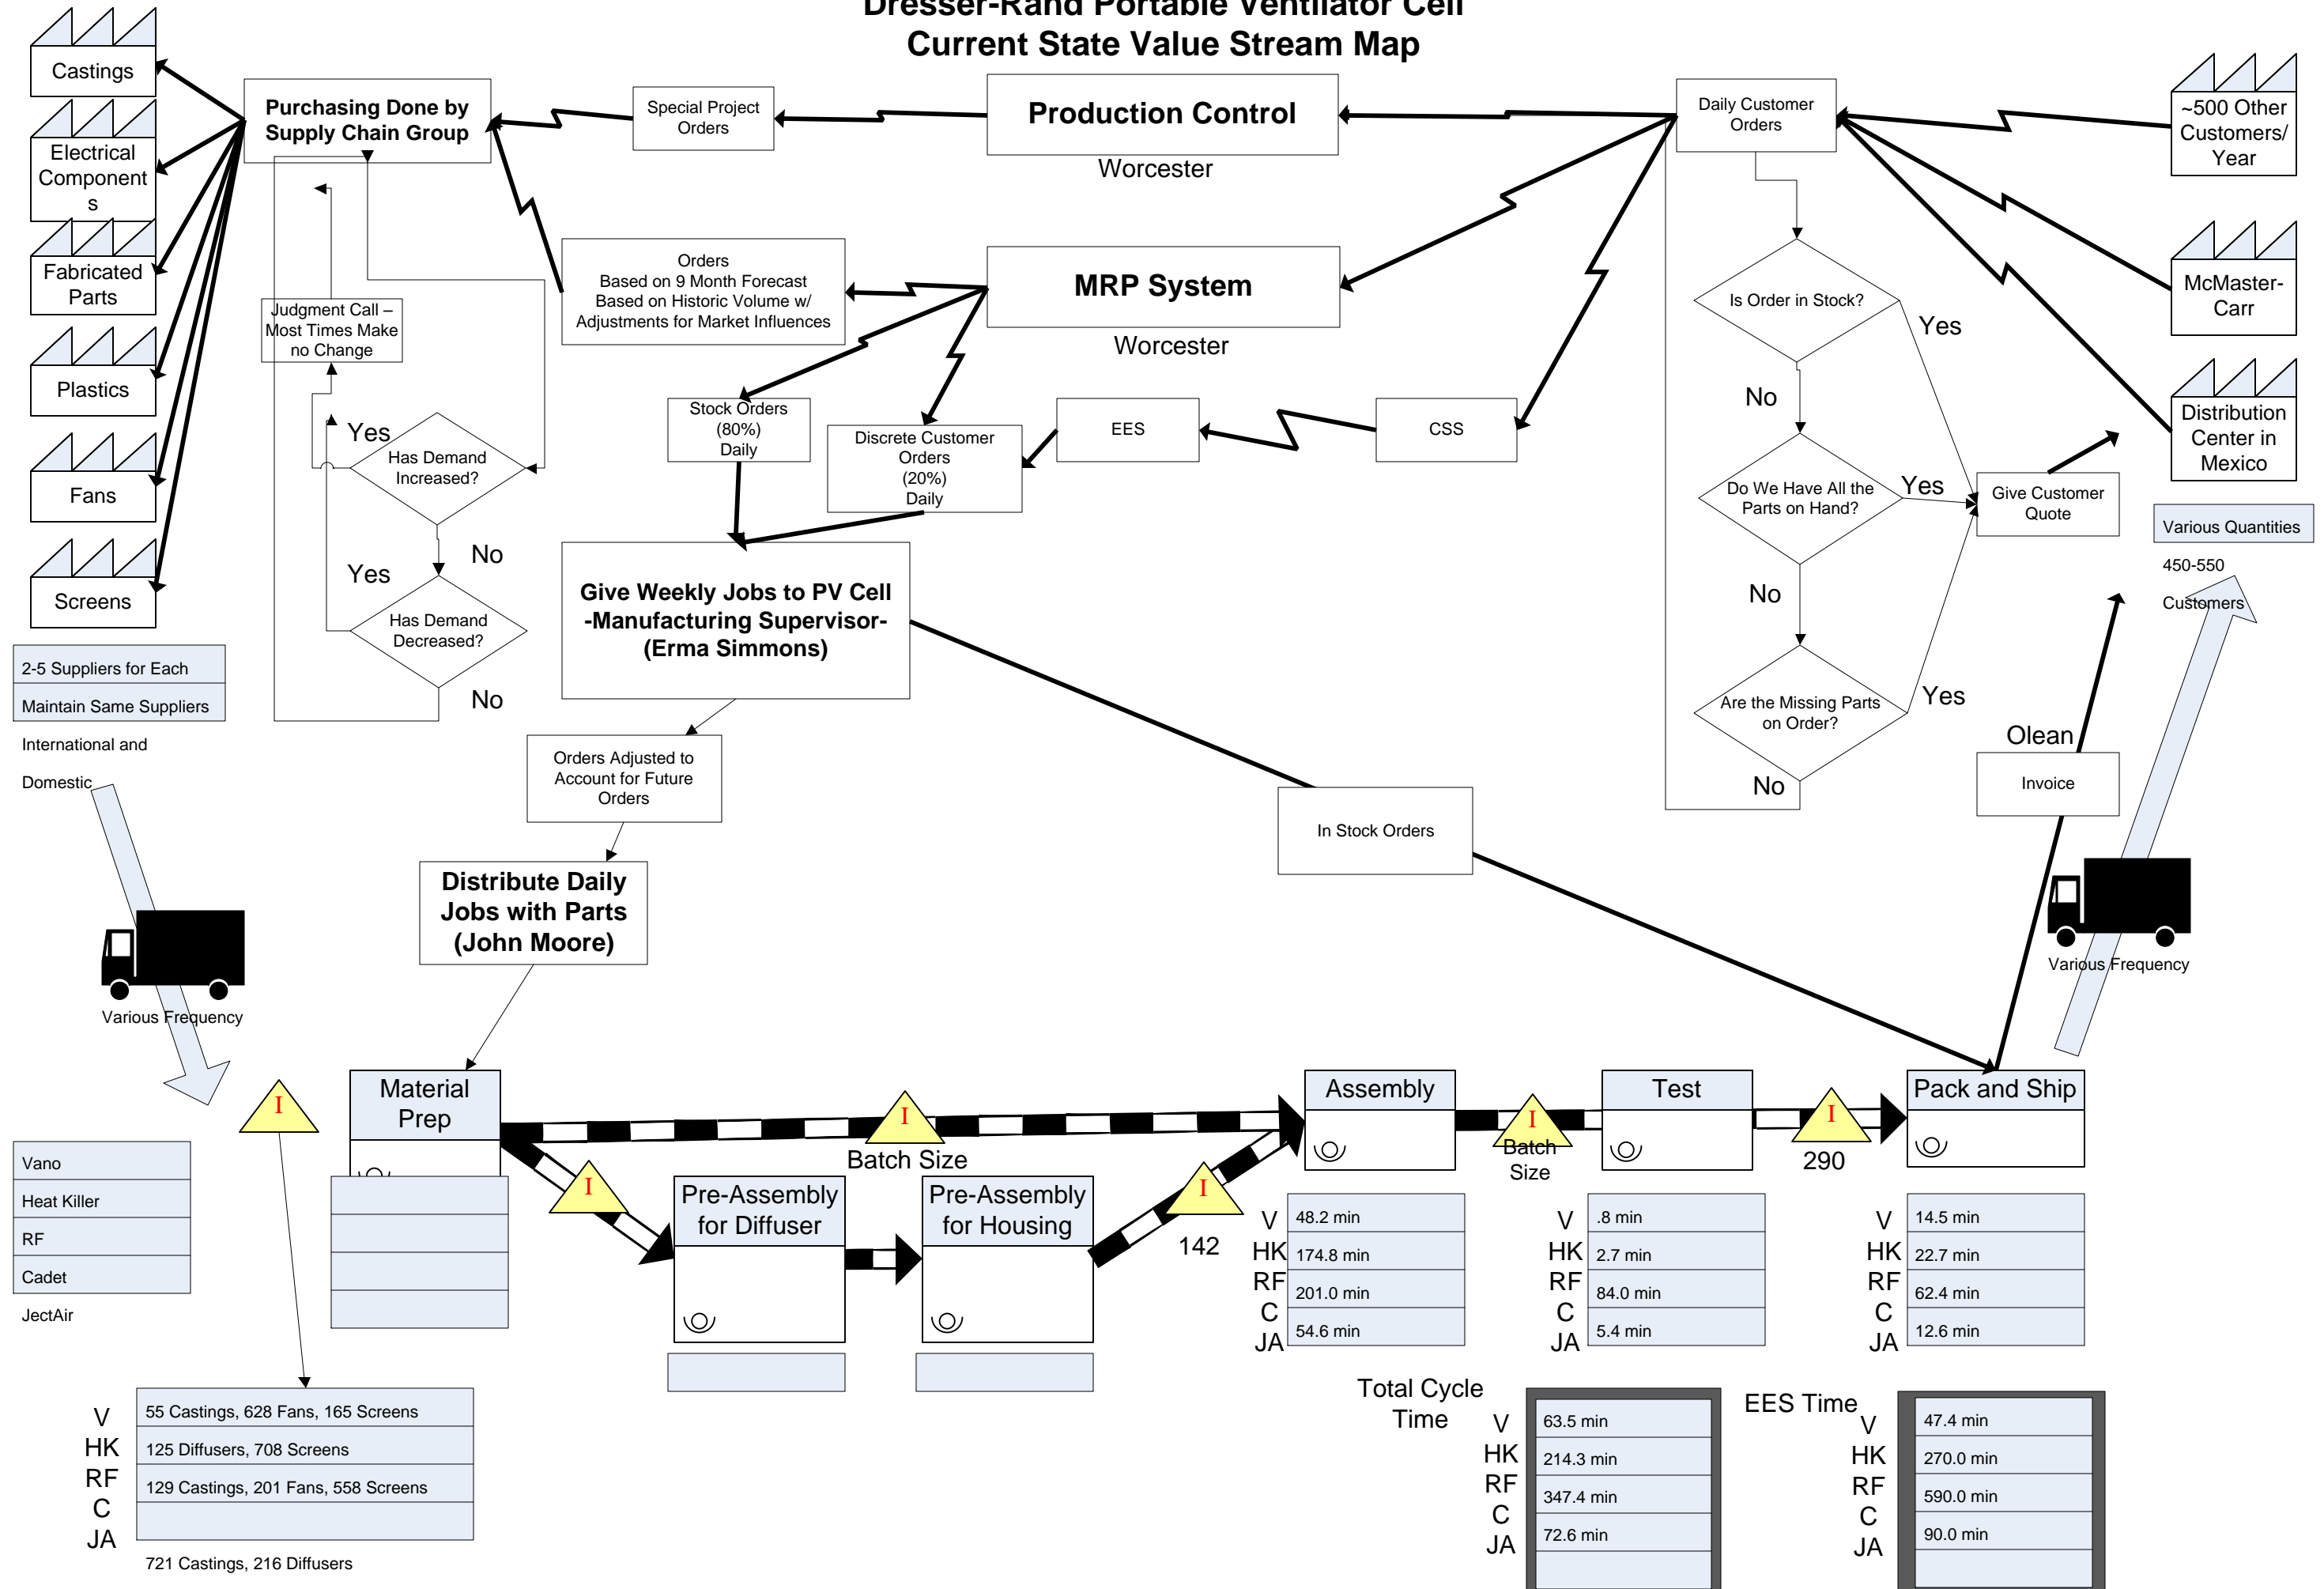 Dresser-Rand Portable Ventilator Cell
Current State Value Stream Map
Castings
Electrical
Component
s
Fabricated
Parts
Plastics
Fans
Screens
2-5 Suppliers for Each
Maintain Same Suppliers
International and
Domestic
Various Frequency
Purchasing Done by
Supply Chain Group
Special Project
Orders
Production Control
Worcester
Daily Customer
Orders
~500 Other
Customers/
Year
McMaster-
Carr
Distribution
Center in
Mexico
Various Quantities
450-550
Customers
Judgment Call –
Most Times Make
no Change
Yes
Has Demand
Increased?
No
Yes
Has Demand
Decreased?
No
Orders
Based on 9 Month Forecast
Based on Historic Volume w/
Adjustments for Market Influences
MRP System
Worcester
Stock Orders
(80%)
Daily
Discrete Customer
Orders
(20%)
Daily
EES
CSS
Is Order in Stock?
Yes
No
Do We Have All the
Parts on Hand?
Yes
Give Customer
Quote
No
Are the Missing Parts
on Order?
Yes
No
Give Weekly Jobs to PV Cell
-Manufacturing Supervisor-
(Erma Simmons)
Orders Adjusted to
Account for Future
Orders
In Stock Orders
Olean
Invoice
Various Frequency
Distribute Daily
Jobs with Parts
(John Moore)
I
Material
Prep
I
Batch Size
I
Pre-Assembly
for Diffuser
Pre-Assembly
for Housing
I
142
Assembly
I
Batch
Size
Test
I
290
Pack and Ship
Vano
Heat Killer
RF
Cadet
JectAir
V
HK
RF
C
JA
48.2 min
174.8 min
201.0 min
54.6 min
V
HK
RF
C
JA
.8 min
2.7 min
84.0 min
5.4 min
V
HK
RF
C
JA
14.5 min
22.7 min
62.4 min
12.6 min
V
HK
RF
C
JA
55 Castings, 628 Fans, 165 Screens
125 Diffusers, 708 Screens
129 Castings, 201 Fans, 558 Screens
721 Castings, 216 Diffusers
Total Cycle
Time
V
HK
RF
C
JA
63.5 min
214.3 min
347.4 min
72.6 min
EES Time
V
HK
RF
C
JA
47.4 min
270.0 min
590.0 min
90.0 min